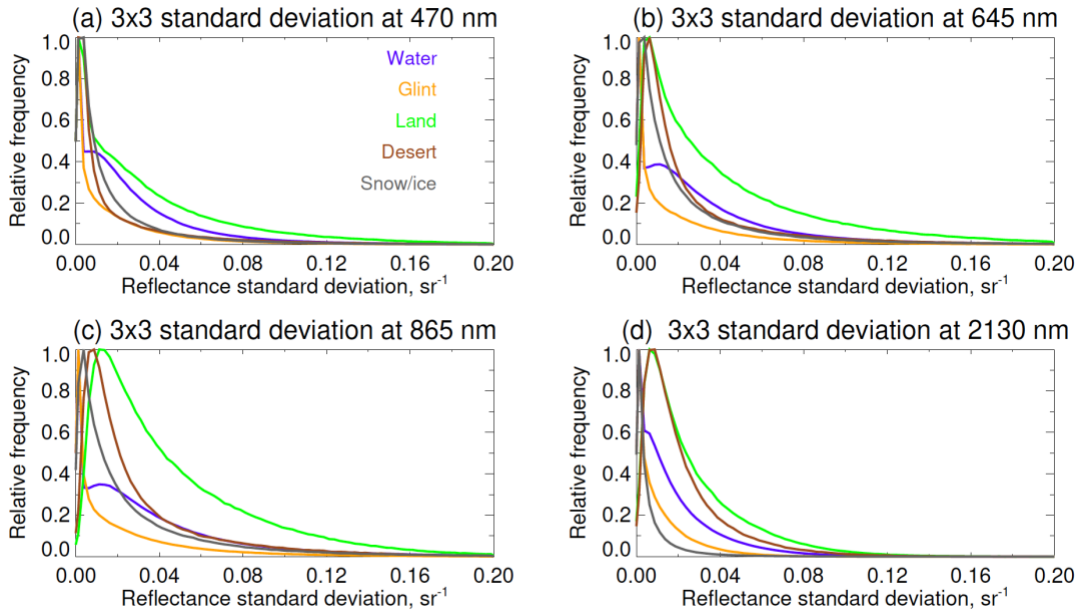 (a) 3x3 standard deviation at 470 nm
Relative frequency
1.0
0.8
0.6
0.4
0.2
0.0
Water
Glint
Land
Desert
Snow/ice
0.00 0.04 0.08 0.12 0.16 0.20
Reflectance standard deviation, sr-1
(b) 3x3 standard deviation at 645 nm
Relative frequency
1.0
0.8
0.6
0.4
0.2
0.0
0.00 0.04 0.08 0.12 0.16 0.20
Reflectance standard deviation, sr-1
(c) 3x3 standard deviation at 865 nm
Relative frequency
1.0
0.8
0.6
0.4
0.2
0.0
0.00 0.04 0.08 0.12 0.16 0.20
Reflectance standard deviation, sr-1
(d) 3x3 standard deviation at 2130 nm
Relative frequency
1.0
0.8
0.6
0.4
0.2
0.0
0.00 0.04 0.08 0.12 0.16 0.20
Reflectance standard deviation, sr-1